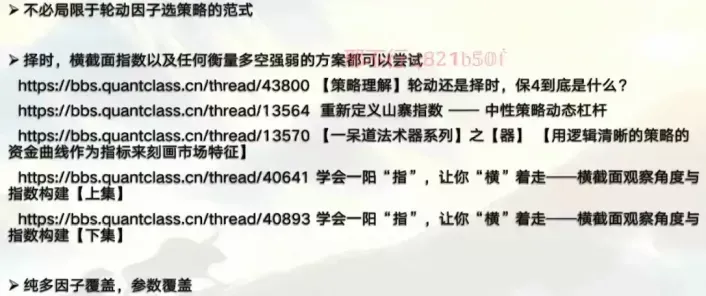 ➢ 不必局限于轮动因子选策略的范式
➢ 择时，横截面指数以及任何衡量多空强弱的方案都可以尝试
https://bbs.quantclass.cn/thread/43800 【策略理解】轮动还是择时，保4到底是什么？
https://bbs.quantclass.cn/thread/13564 重新定义山寨指数 —— 中性策略动态杠杆
https://bbs.quantclass.cn/thread/13570 【一呆道法术器系列】之【器】 【用逻辑清晰的策略的
资金曲线作为指标来刻画市场特征】
https://bbs.quantclass.cn/thread/40641 学会一阳“指”，让你“横”着走——横截面观察角度与
指数构建【上集】
https://bbs.quantclass.cn/thread/40893 学会一阳“指”，让你“横”着走——横截面观察角度与
指数构建【下集】
➢ 纯多因子覆盖，参数覆盖